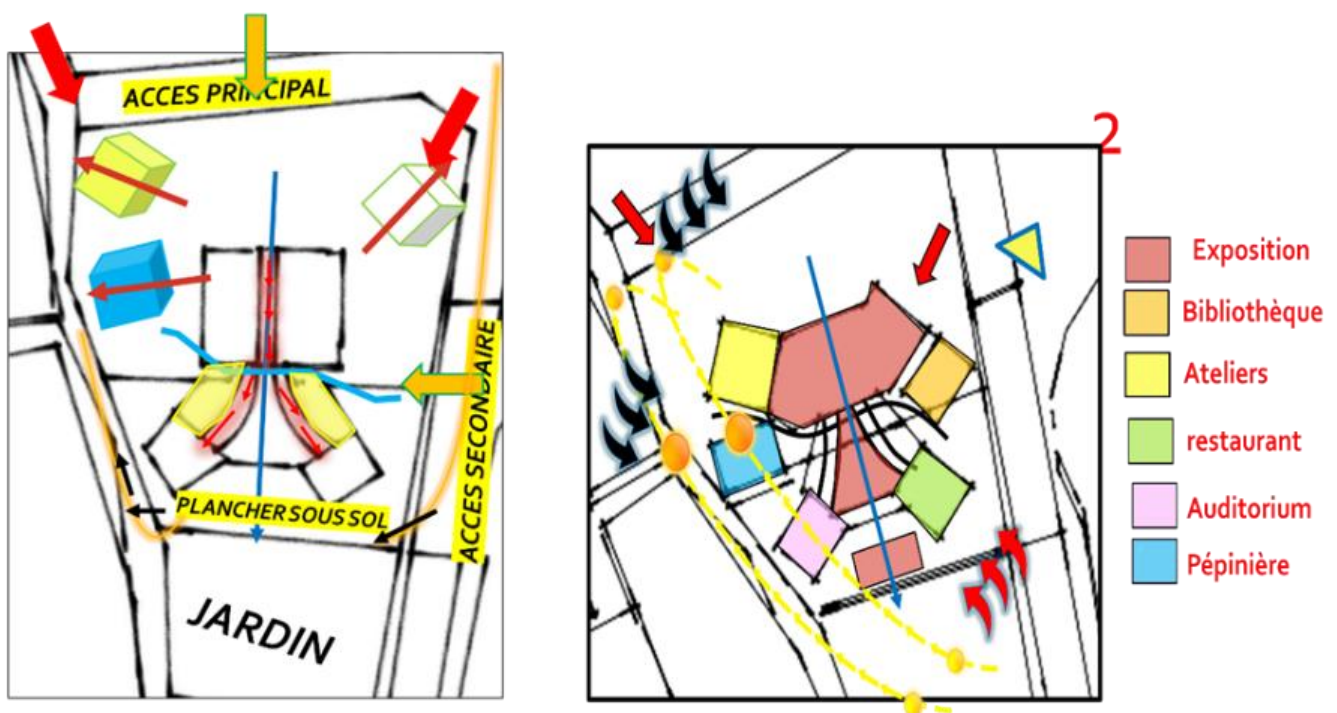 ACCES PRINCIPAL
ACCES SECONDAIRE
PLANCHER SOUS SOL
JARDIN
2
Exposition
Bibliothèque
Ateliers
restaurant
Auditorium
Pépinière